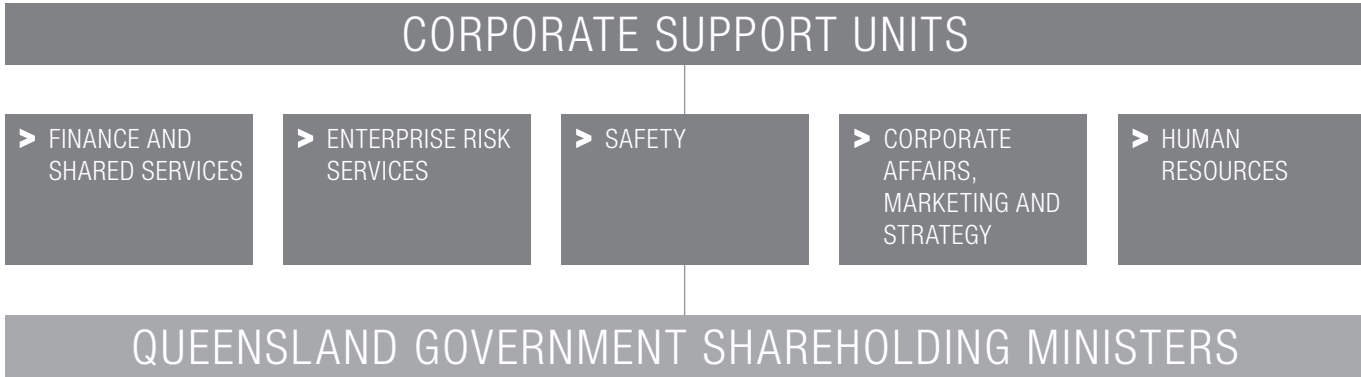 CORPORATE SUPPORT UNITS
> FINANCE AND
SHARED SERVICES
> ENTERPRISE RISK
SERVICES
> SAFETY
> CORPORATE
AFFAIRS,
MARKETING AND
STRATEGY
> HUMAN
RESOURCES
QUEENSLAND GOVERNMENT SHAREHOLDING MINISTERS